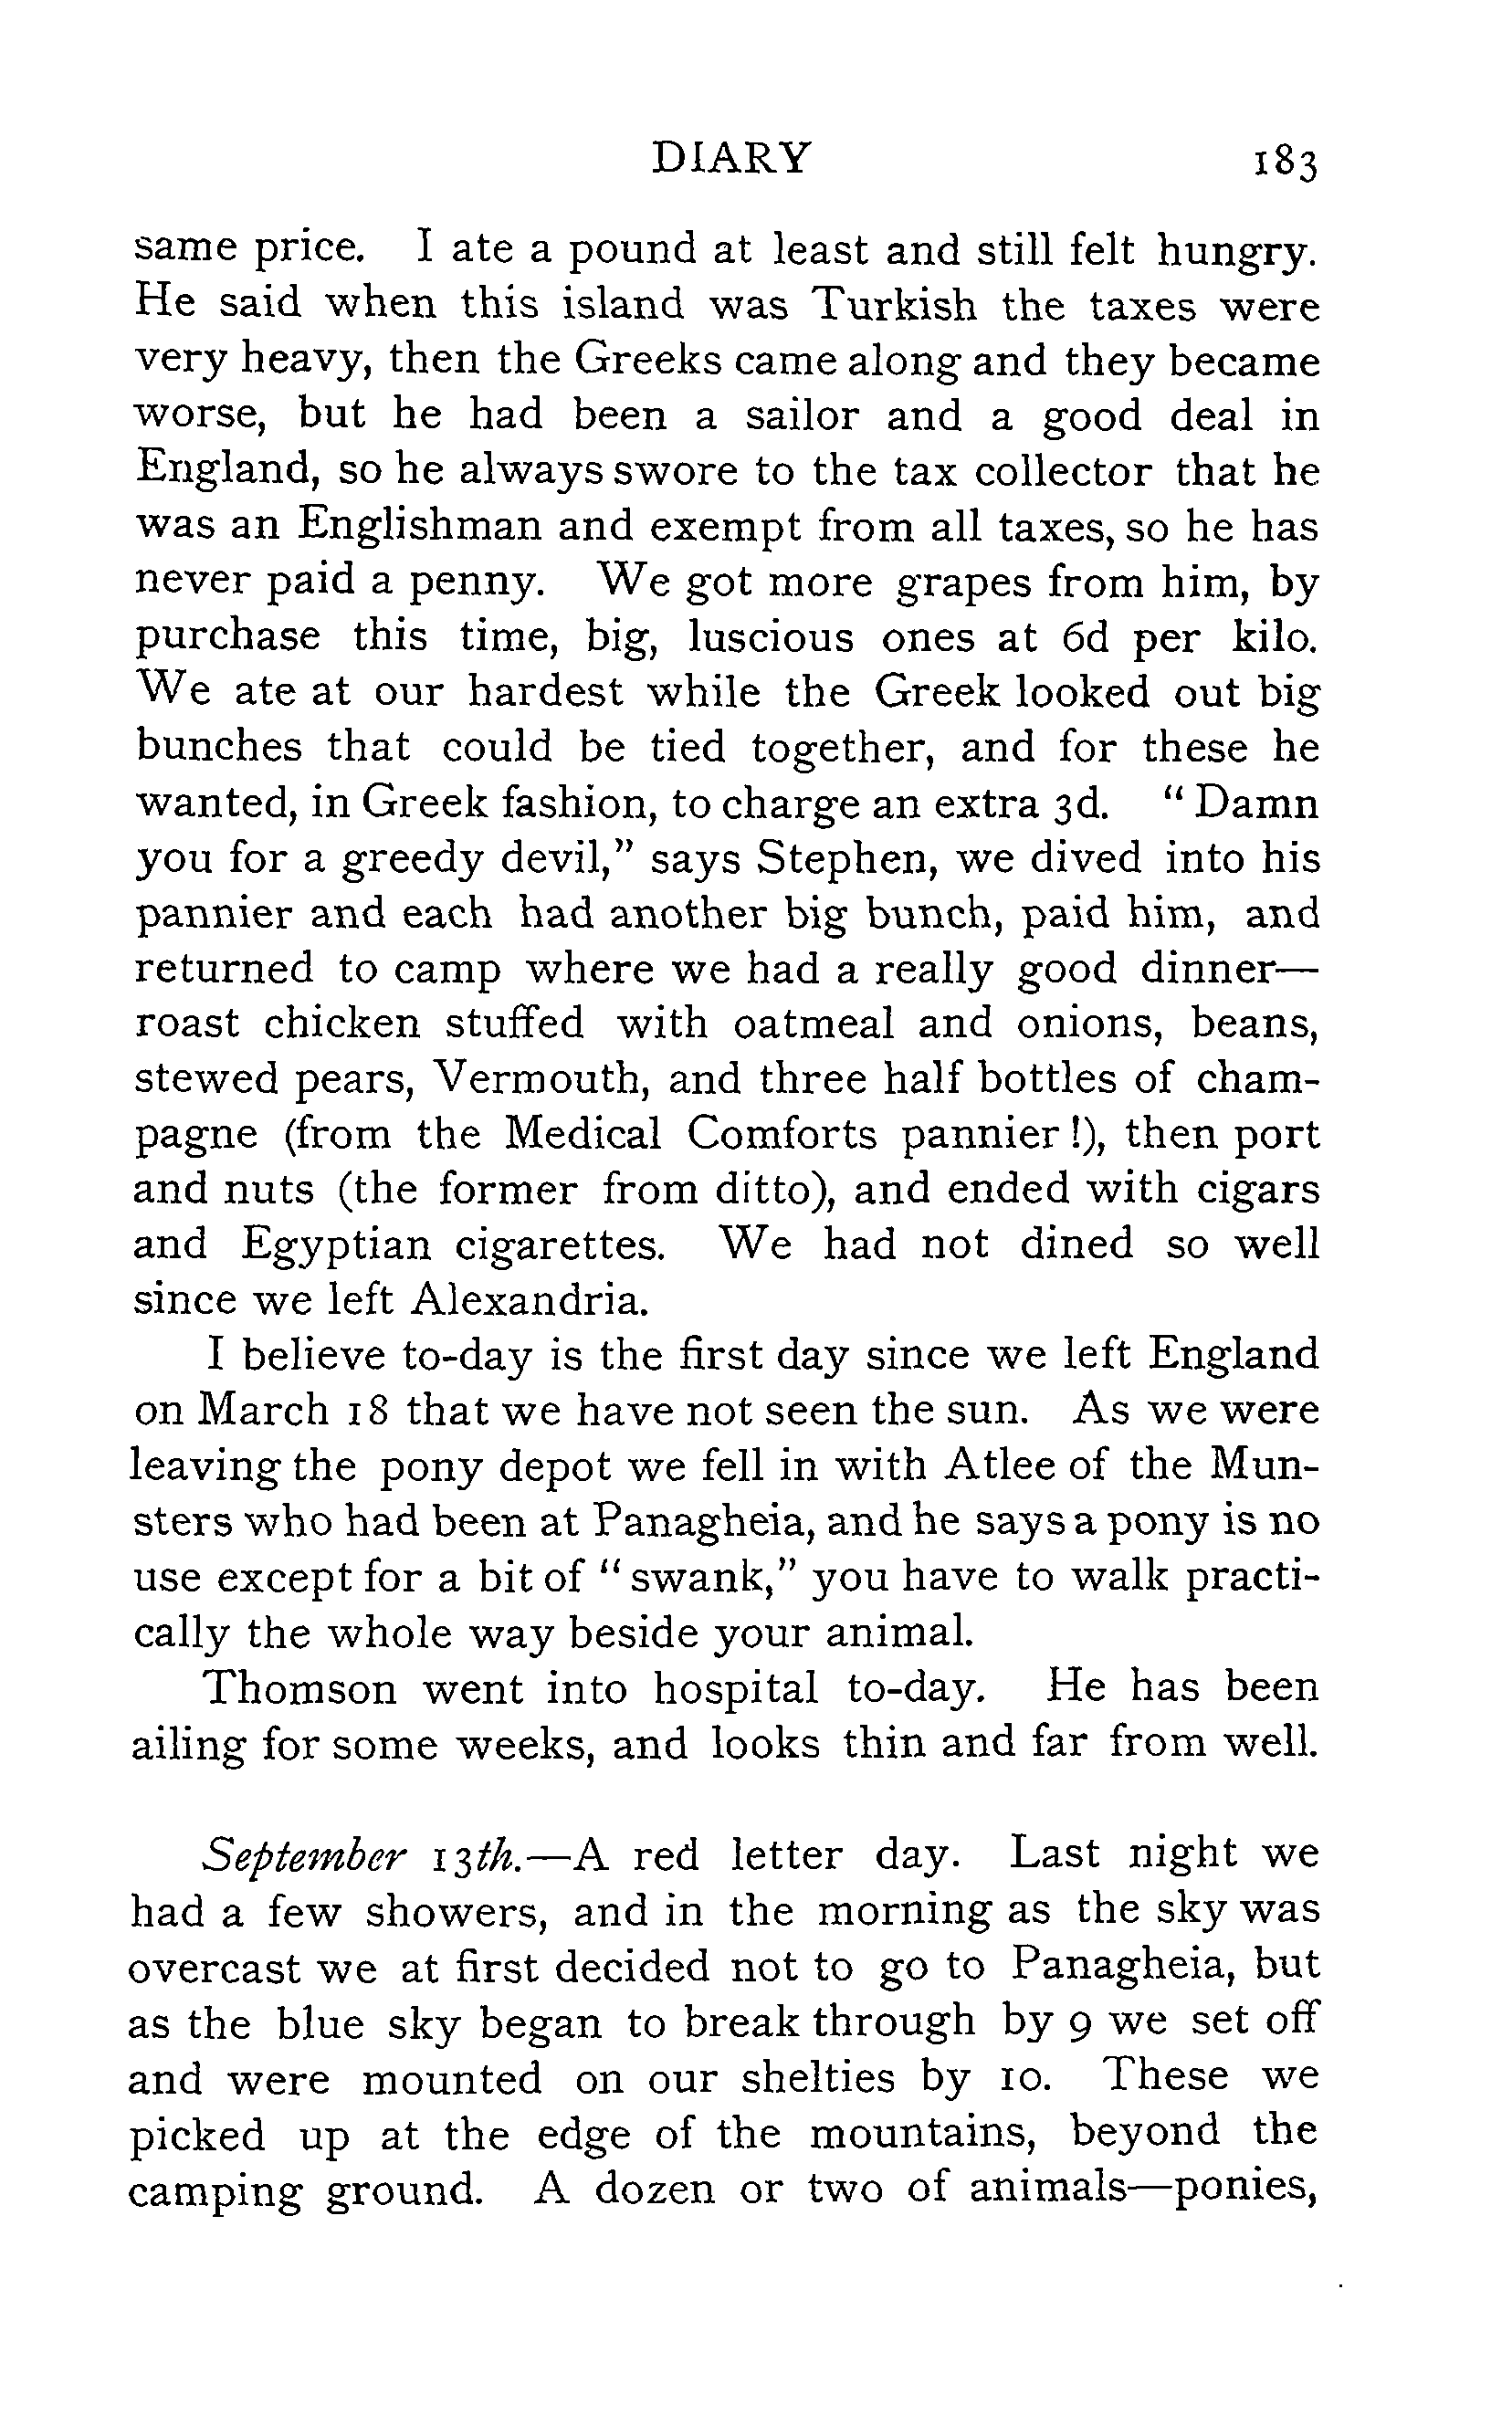 DIARY 183
same price. I ate a pound at least and still felt hungry.
He said when this island was Turkish the taxes were
very heavy, then the Greeks came along and they became
worse, but he had been a sailor and a good deal in
England, so he always swore to the tax collector that he
was an Englishman and exempt from all taxes, so he has
never paid a penny. We got more grapes from him, by
purchase this time, big, luscious ones at 6d per kilo.
We ate at our hardest while the Greek looked out big
bunches that could be tied together, and for these he
wanted, in Greek fashion, to charge an extra 3d. “ Damn
you for a greedy devil,” says Stephen, we dived into his
pannier and each had another big bunch, paid him, and
returned to camp where we had a really good dinner—
roast chicken stuffed with oatmeal and onions, beans,
stewed pears, Vermouth, and three half bottles of cham-
pagne (from the Medical Comforts pannier !), then port
and nuts (the former from ditto), and ended with cigars
and Egyptian cigarettes. We had not dined so well
since we left Alexandria.
I believe to-day is the first day since we left England
on March 18 that we have not seen the sun. As we were
leaving the pony depot we fell in with Atlee of the Mun-
sters who had been at Panagheia, and he says a pony is no
use except for a bit of “ swank,” you have to walk practi-
cally the whole way beside your animal.
Thomson went into hospital to-day. He has been
ailing for some weeks, and looks thin and far from well.
September 13th.—A red letter day. Last night we
had a few showers, and in the morning as the sky was
overcast we at first decided not to go to Panagheia, but
as the blue sky began to break through by 9 we set off
and were mounted on our shelties by 10. These we
picked up at the edge of the mountains, beyond the
camping ground. A dozen or two of animals—ponies,